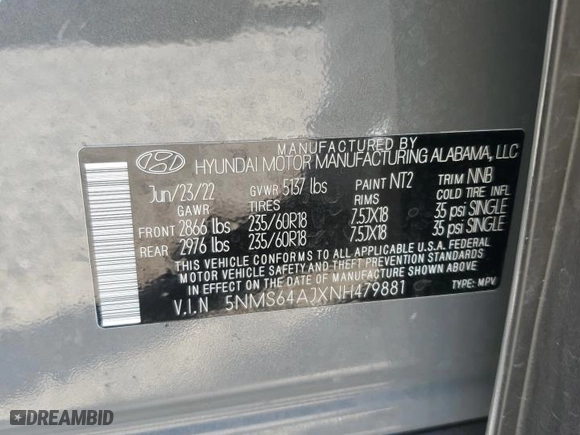 MANUFACTURED BY
HYUNDAI MOTOR MANUFACTURING ALABAMA, LLC
Jun/23/22 GVWR 5137 lbs PAINT NT2 TRIM NNB
GAWR TIRES RIMS COLD TIRE INFL
FRONT 2866 lbs 235/60R18 7.5JX18 35 psi SINGLE
REAR 2976 lbs 235/60R18 7.5JX18 35 psi SINGLE
THIS VEHICLE CONFORMS TO ALL APPLICABLE U.S.A. FEDERAL
MOTOR VEHICLE SAFETY AND BUMPER STANDARDS IN
EFFECT ON THE DATE OF MANUFACTURE SHOWN ABOVE.
V.I.N 5NMS64AJXNH479881 TYPE: MPV
DREAMBID